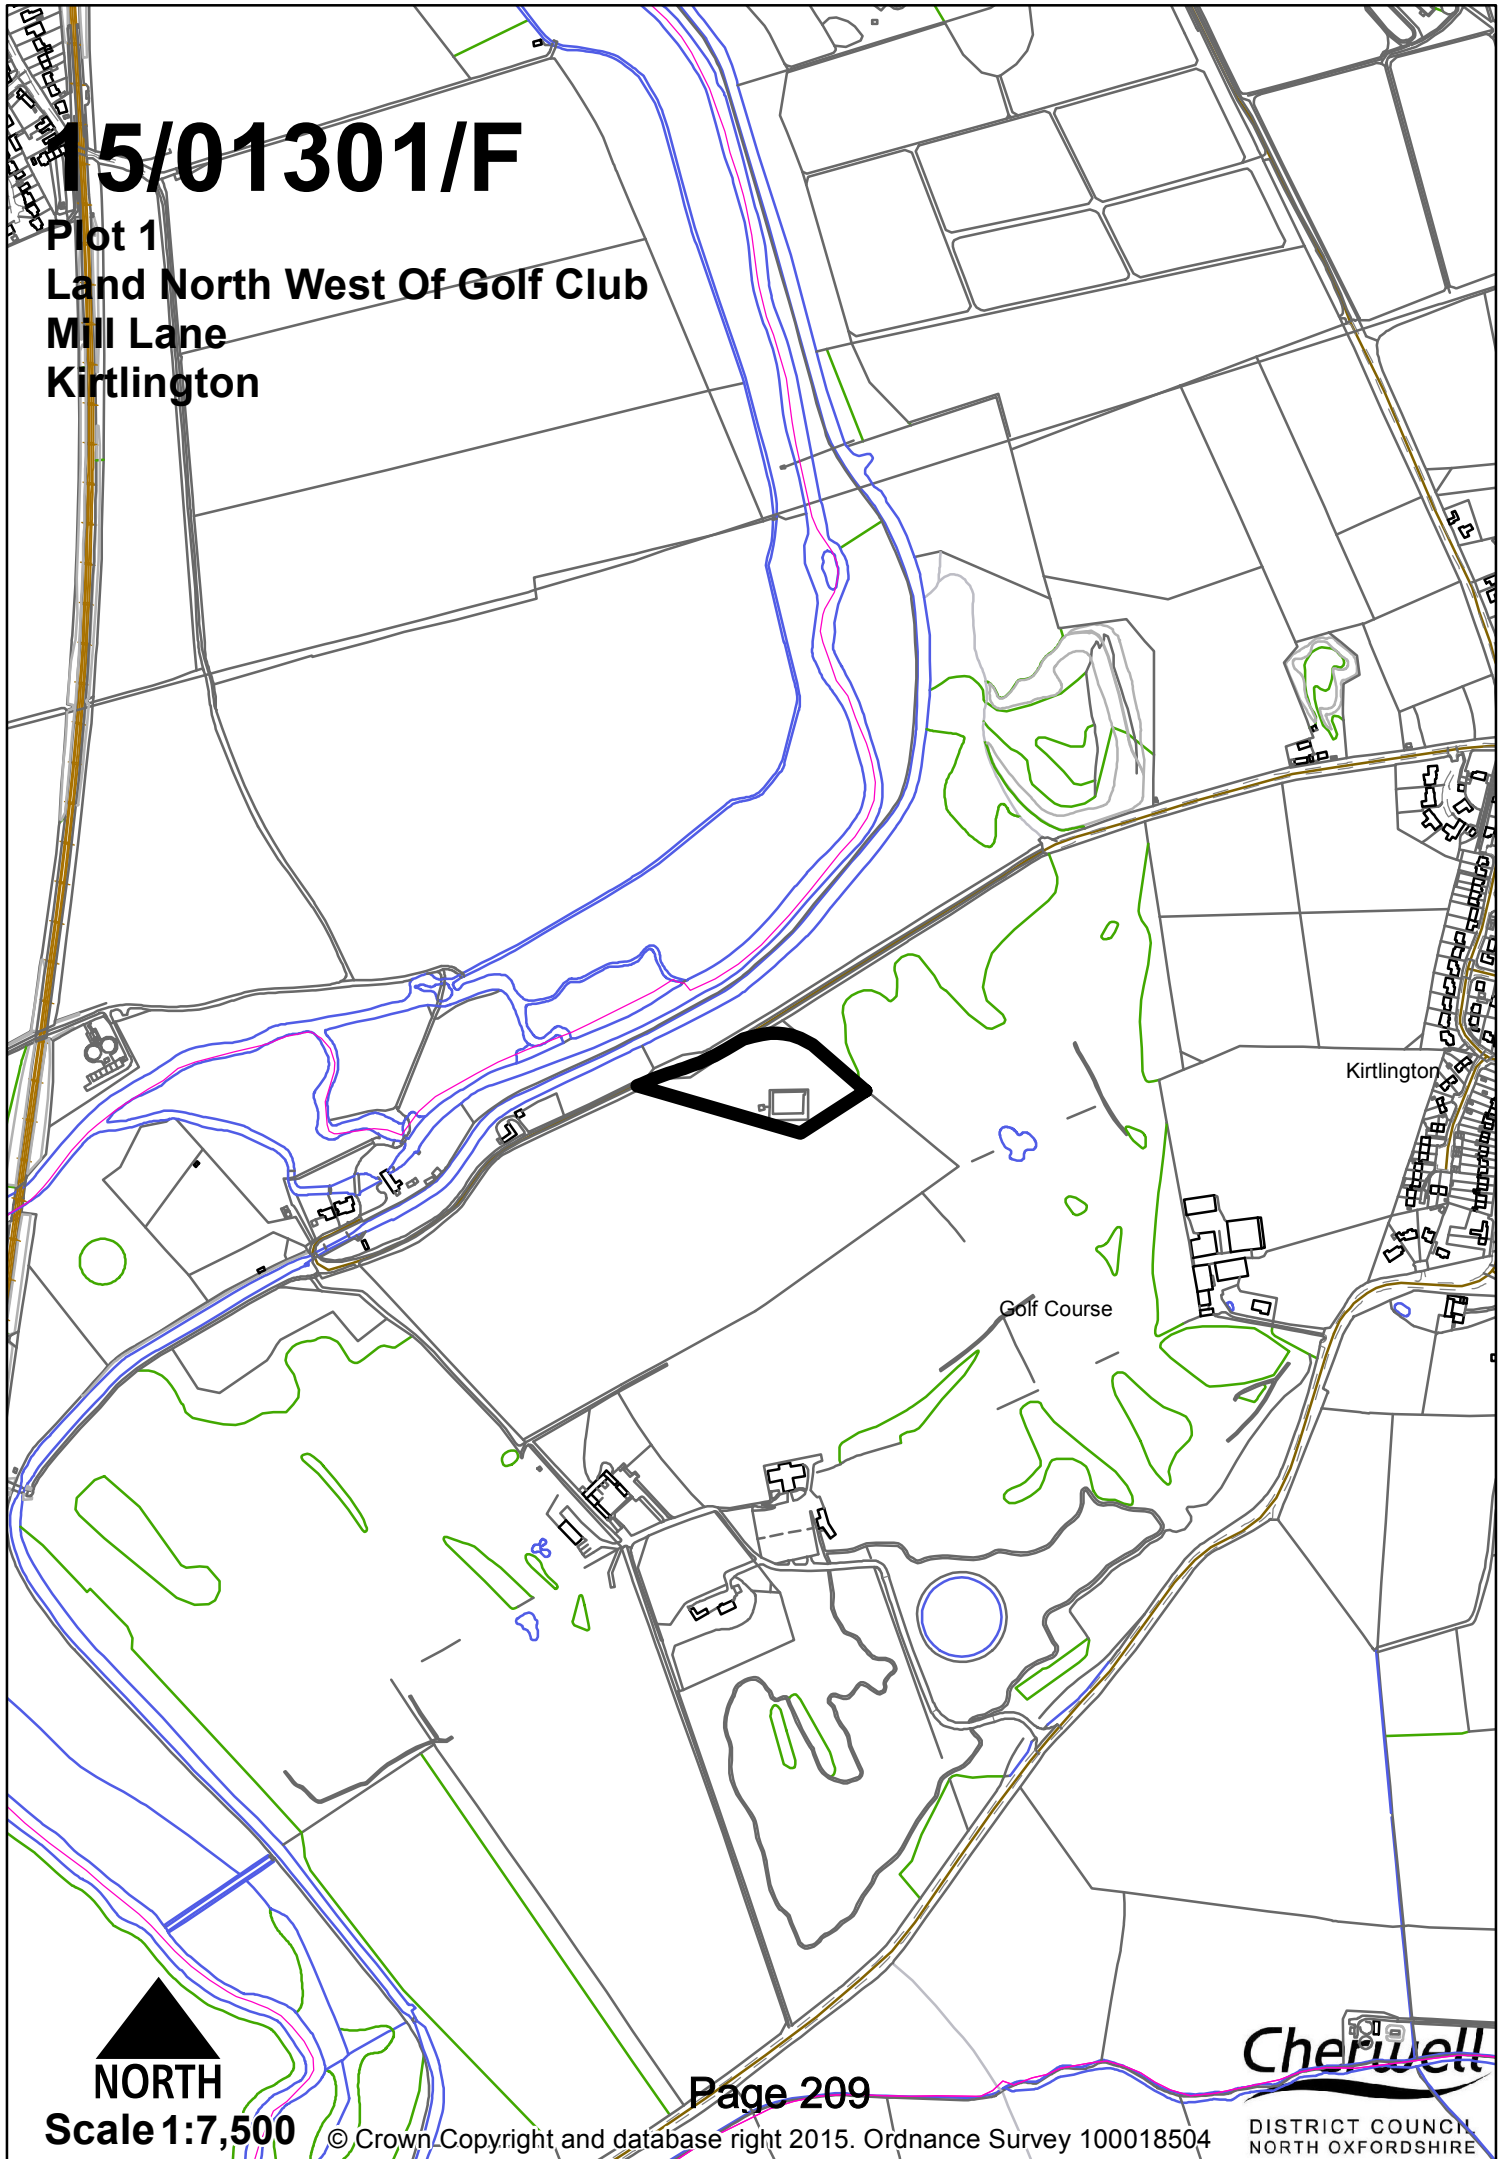 15/01301/F
Plot 1
Land North West Of Golf Club
Mill Lane
Kirtlington
Kirtlington
Golf Course
NORTH
Scale 1:7,500
Page 209
© Crown Copyright and database right 2015. Ordnance Survey 100018504
Cherwell
DISTRICT COUNCIL
NORTH OXFORDSHIRE